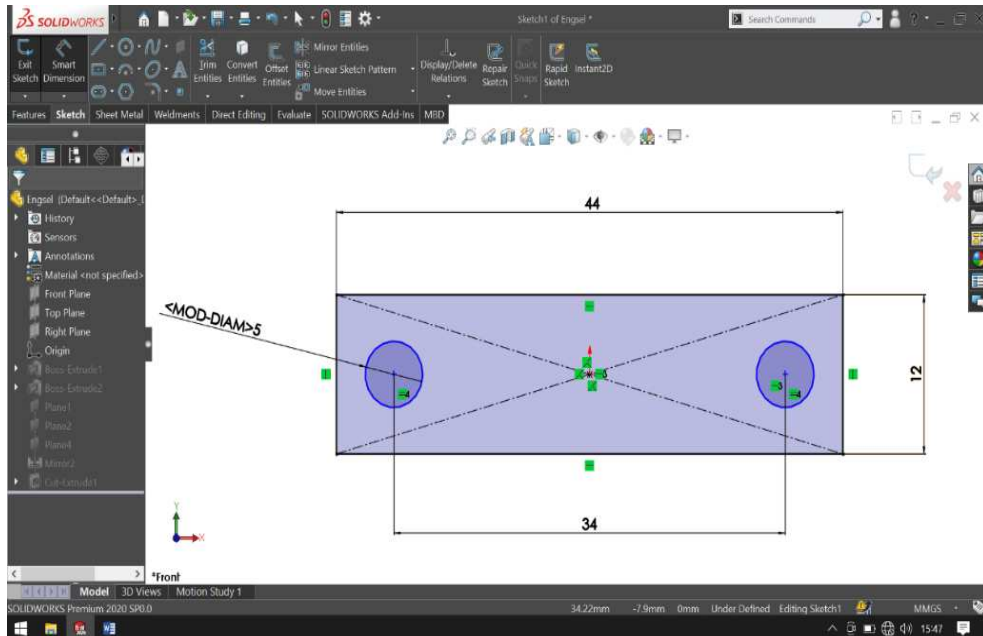 SOLIDWORKS
Sketch1 of Engsel *
Search Commands
Exit Sketch
Smart Dimension
Trim Entities
Convert Entities
Offset Entities
Mirror Entities
Linear Sketch Pattern
Move Entities
Display/Delete Relations
Repair Sketch
Quick Snaps
Rapid Sketch
Instant2D
Features Sketch Sheet Metal Weldments Direct Editing Evaluate SOLIDWORKS Add-Ins MBD
Engsel (Default<<Default>_
History
Sensors
Annotations
Material <not specified>
Front Plane
Top Plane
Right Plane
Origin
Boss-Extrude1
Boss-Extrude2
Plane1
Plane2
Plane4
Mirror2
Cut-Extrude1
44
<MOD-DIAM>5
12
34
Y
X
*Front
Model 3D Views Motion Study 1
SOLIDWORKS Premium 2020 SP0.0
34.22mm -7.9mm 0mm Under Defined Editing Sketch1 MMGS
15:47